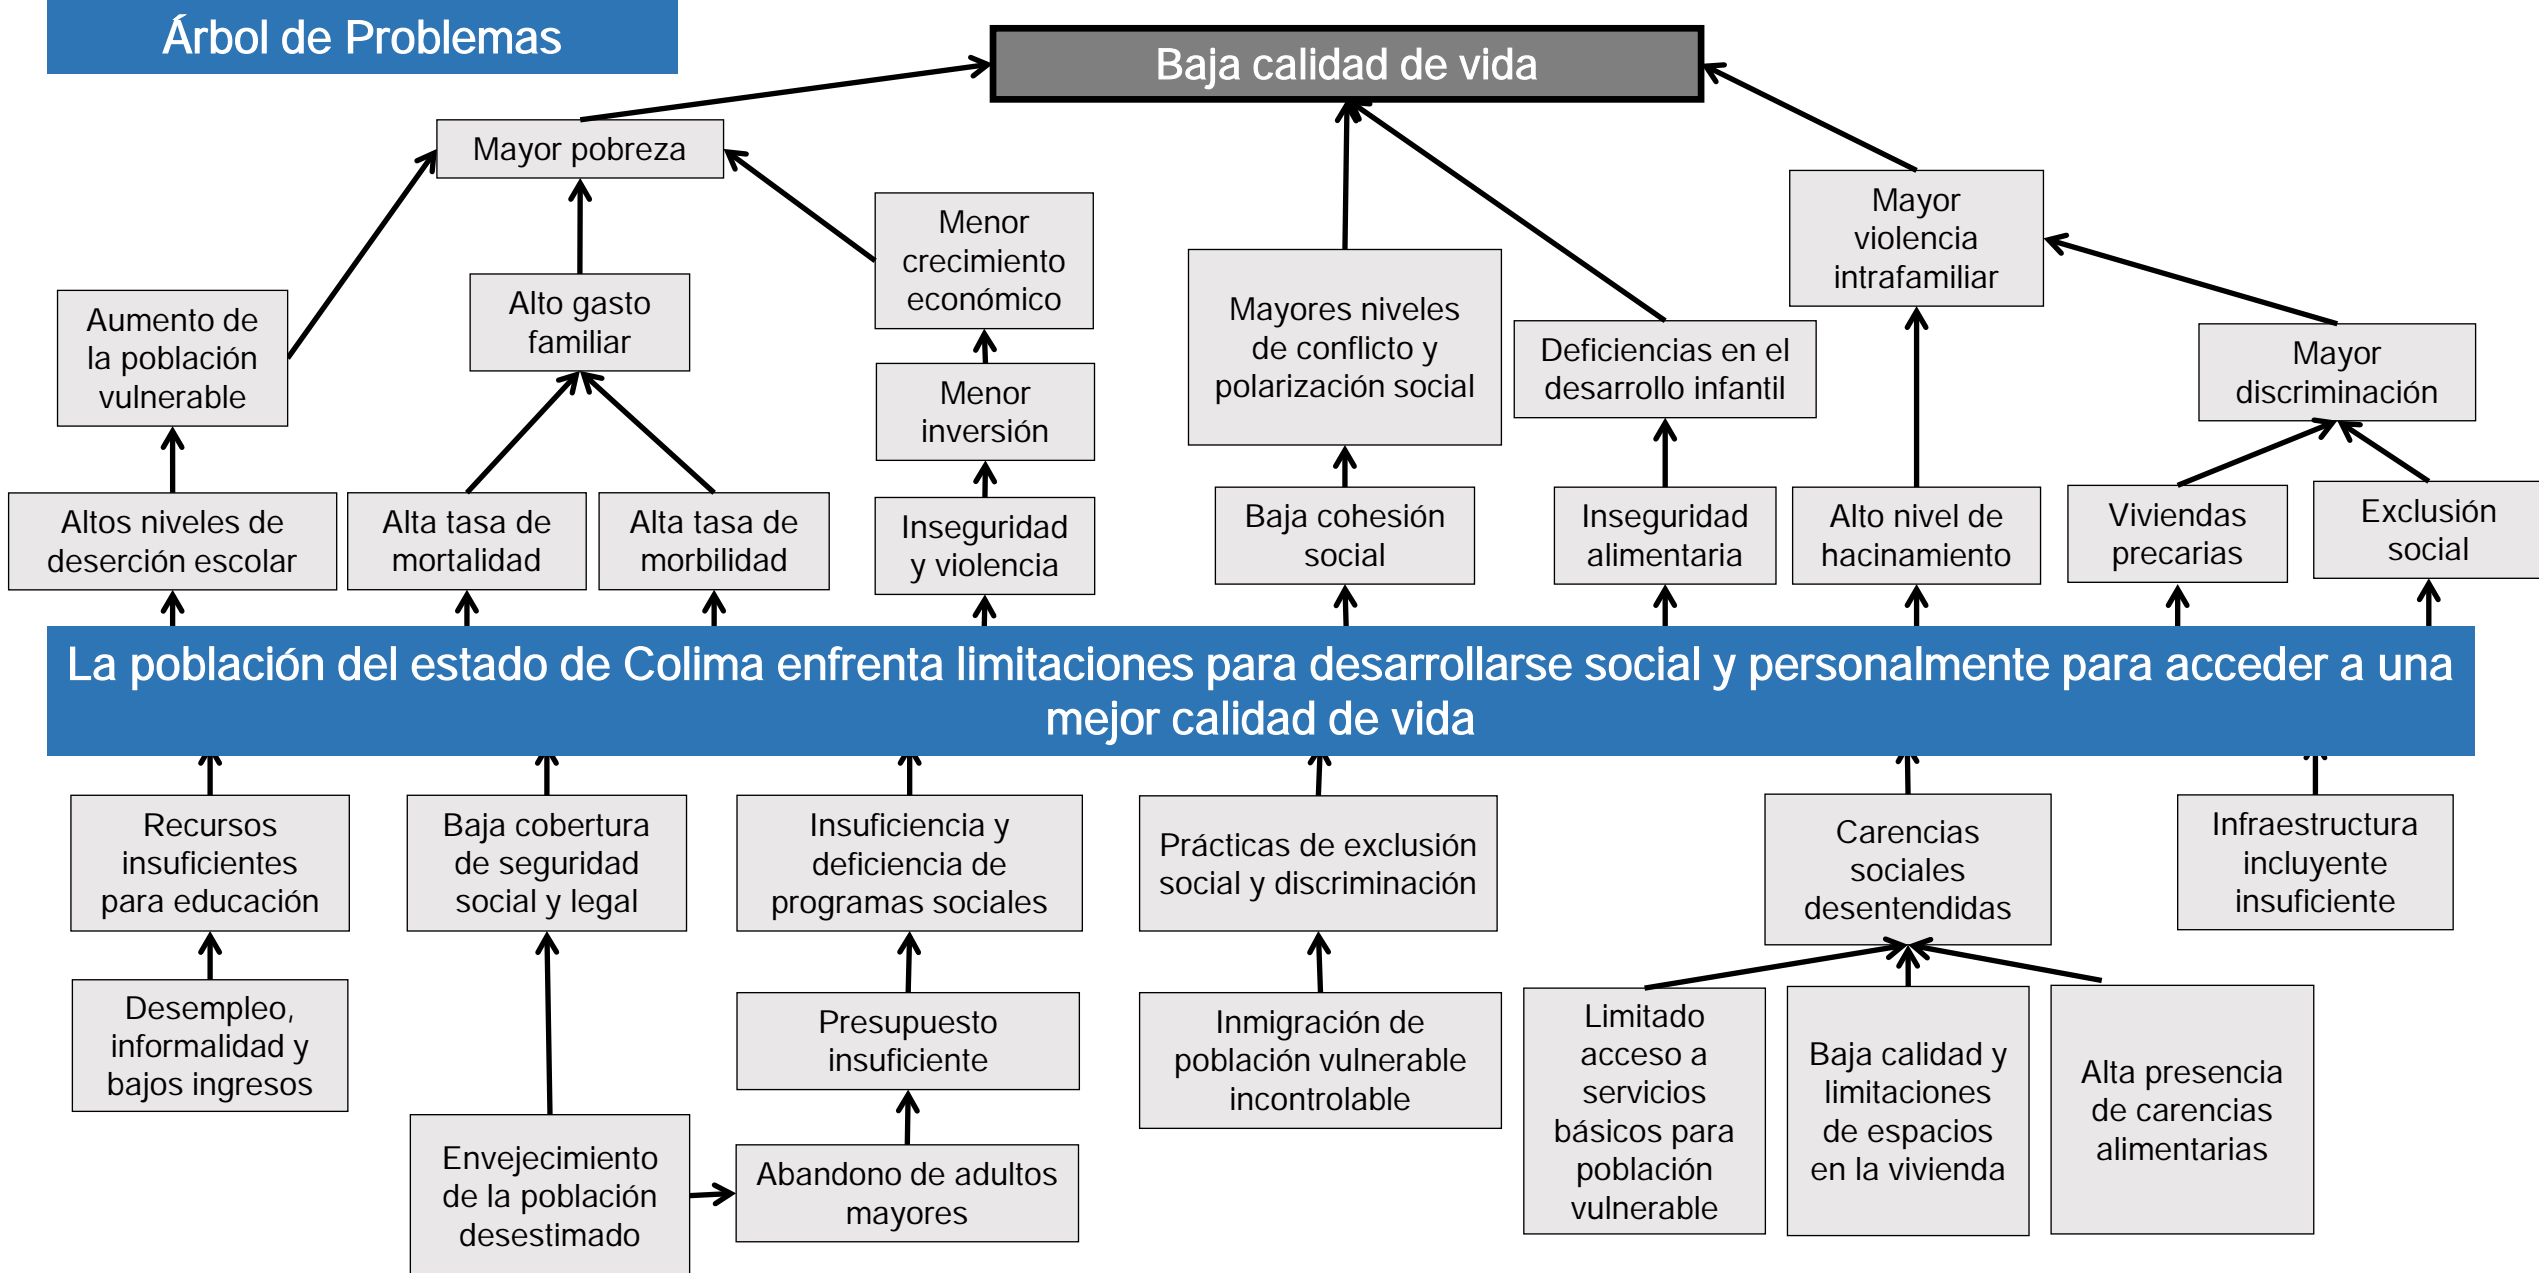 Árbol de Problemas
Baja calidad de vida
Mayor pobreza
Menor
crecimiento
económico
Mayor
violencia
intrafamiliar
Aumento de
la población
vulnerable
Alto gasto
familiar
Menor
inversión
Mayores niveles
de conflicto y
polarización social
Deficiencias en el
desarrollo infantil
Mayor
discriminación
Altos niveles de
deserción escolar
Alta tasa de
mortalidad
Alta tasa de
morbilidad
Inseguridad
y violencia
Baja cohesión
social
Inseguridad
alimentaria
Alto nivel de
hacinamiento
Viviendas
precarias
Exclusión
social
La población del estado de Colima enfrenta limitaciones para desarrollarse social y personalmente para acceder a una
mejor calidad de vida
Recursos
insuficientes
para educación
Baja cobertura
de seguridad
social y legal
Insuficiencia y
deficiencia de
programas sociales
Prácticas de exclusión
social y discriminación
Carencias
sociales
desentendidas
Infraestructura
incluyente
insuficiente
Desempleo,
informalidad y
bajos ingresos
Presupuesto
insuficiente
Inmigración de
población vulnerable
incontrolable
Limitado
acceso a
servicios
básicos para
población
vulnerable
Baja calidad y
limitaciones
de espacios
en la vivienda
Alta presencia
de carencias
alimentarias
Envejecimiento
de la población
desestimado
Abandono de adultos
mayores